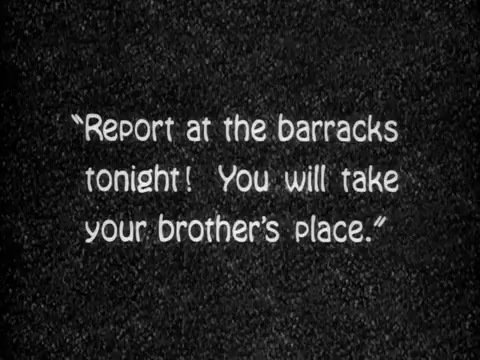 “Report at the barracks
tonight! You will take
your brother's place.”